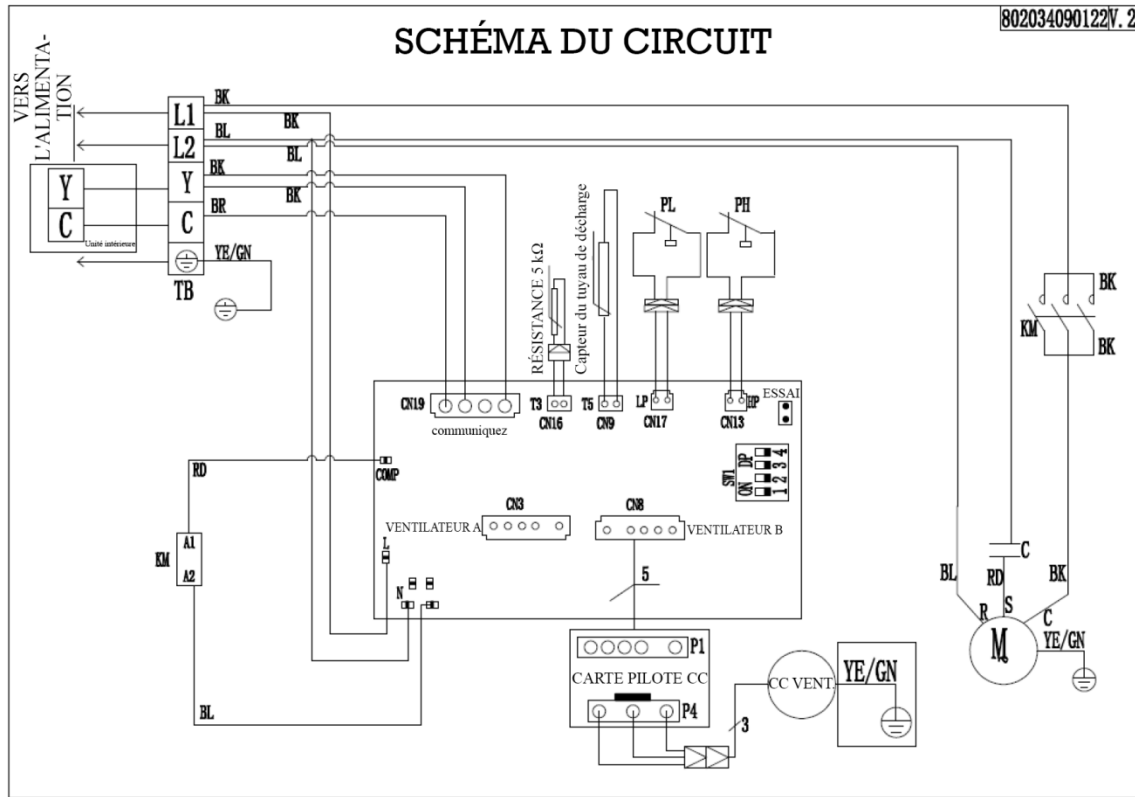 802034090122 V. 2
SCHÉMA DU CIRCUIT
VERS
L'ALIMENTA-
TION
L1
L2
Y
C
TB
Y
C
Unité intérieure
BK
BK
BL
BL
BK
BK
BR
YE/GN
RÉSISTANCE 5 kΩ
Capteur du tuyau de décharge
PL
PH
KM
BK
BK
CN19
communiquez
T3
CN16
T5
CN9
LP
CN17
HP
CN13
ESSAI
SW1
ON DP
1 2 3 4
RD
COMP
KM
A1
A2
BL
L
N
VENTILATEUR A
CN3
CN8
VENTILATEUR B
5
P1
CARTE PILOTE CC
P4
3
CC VENT.
YE/GN
BL
RD
BK
C
R
S
C
M
YE/GN